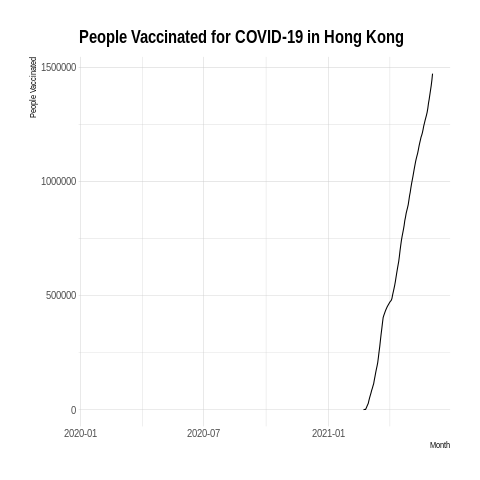 People Vaccinated for COVID-19 in Hong Kong
People Vaccinated
1500000
1000000
500000
0
2020-01 2020-07 2021-01
Month